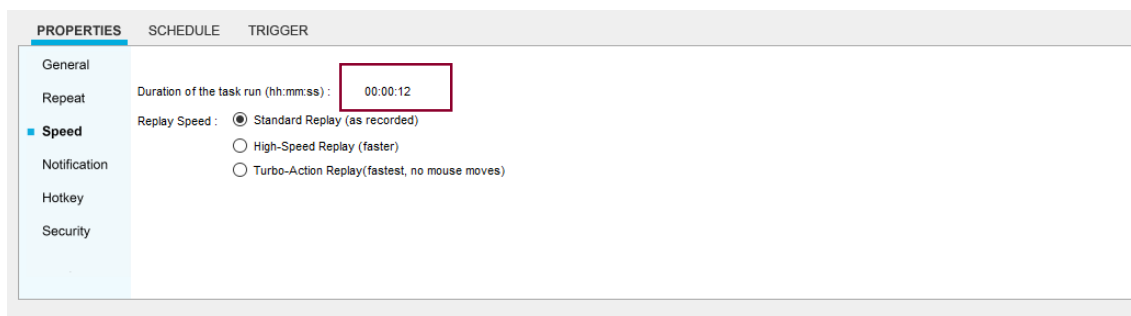 PROPERTIES SCHEDULE TRIGGER
General
Repeat
Speed
Notification
Hotkey
Security
Duration of the task run (hh:mm:ss) : 00:00:12
Replay Speed : Standard Replay (as recorded)
High-Speed Replay (faster)
Turbo-Action Replay(fastest, no mouse moves)